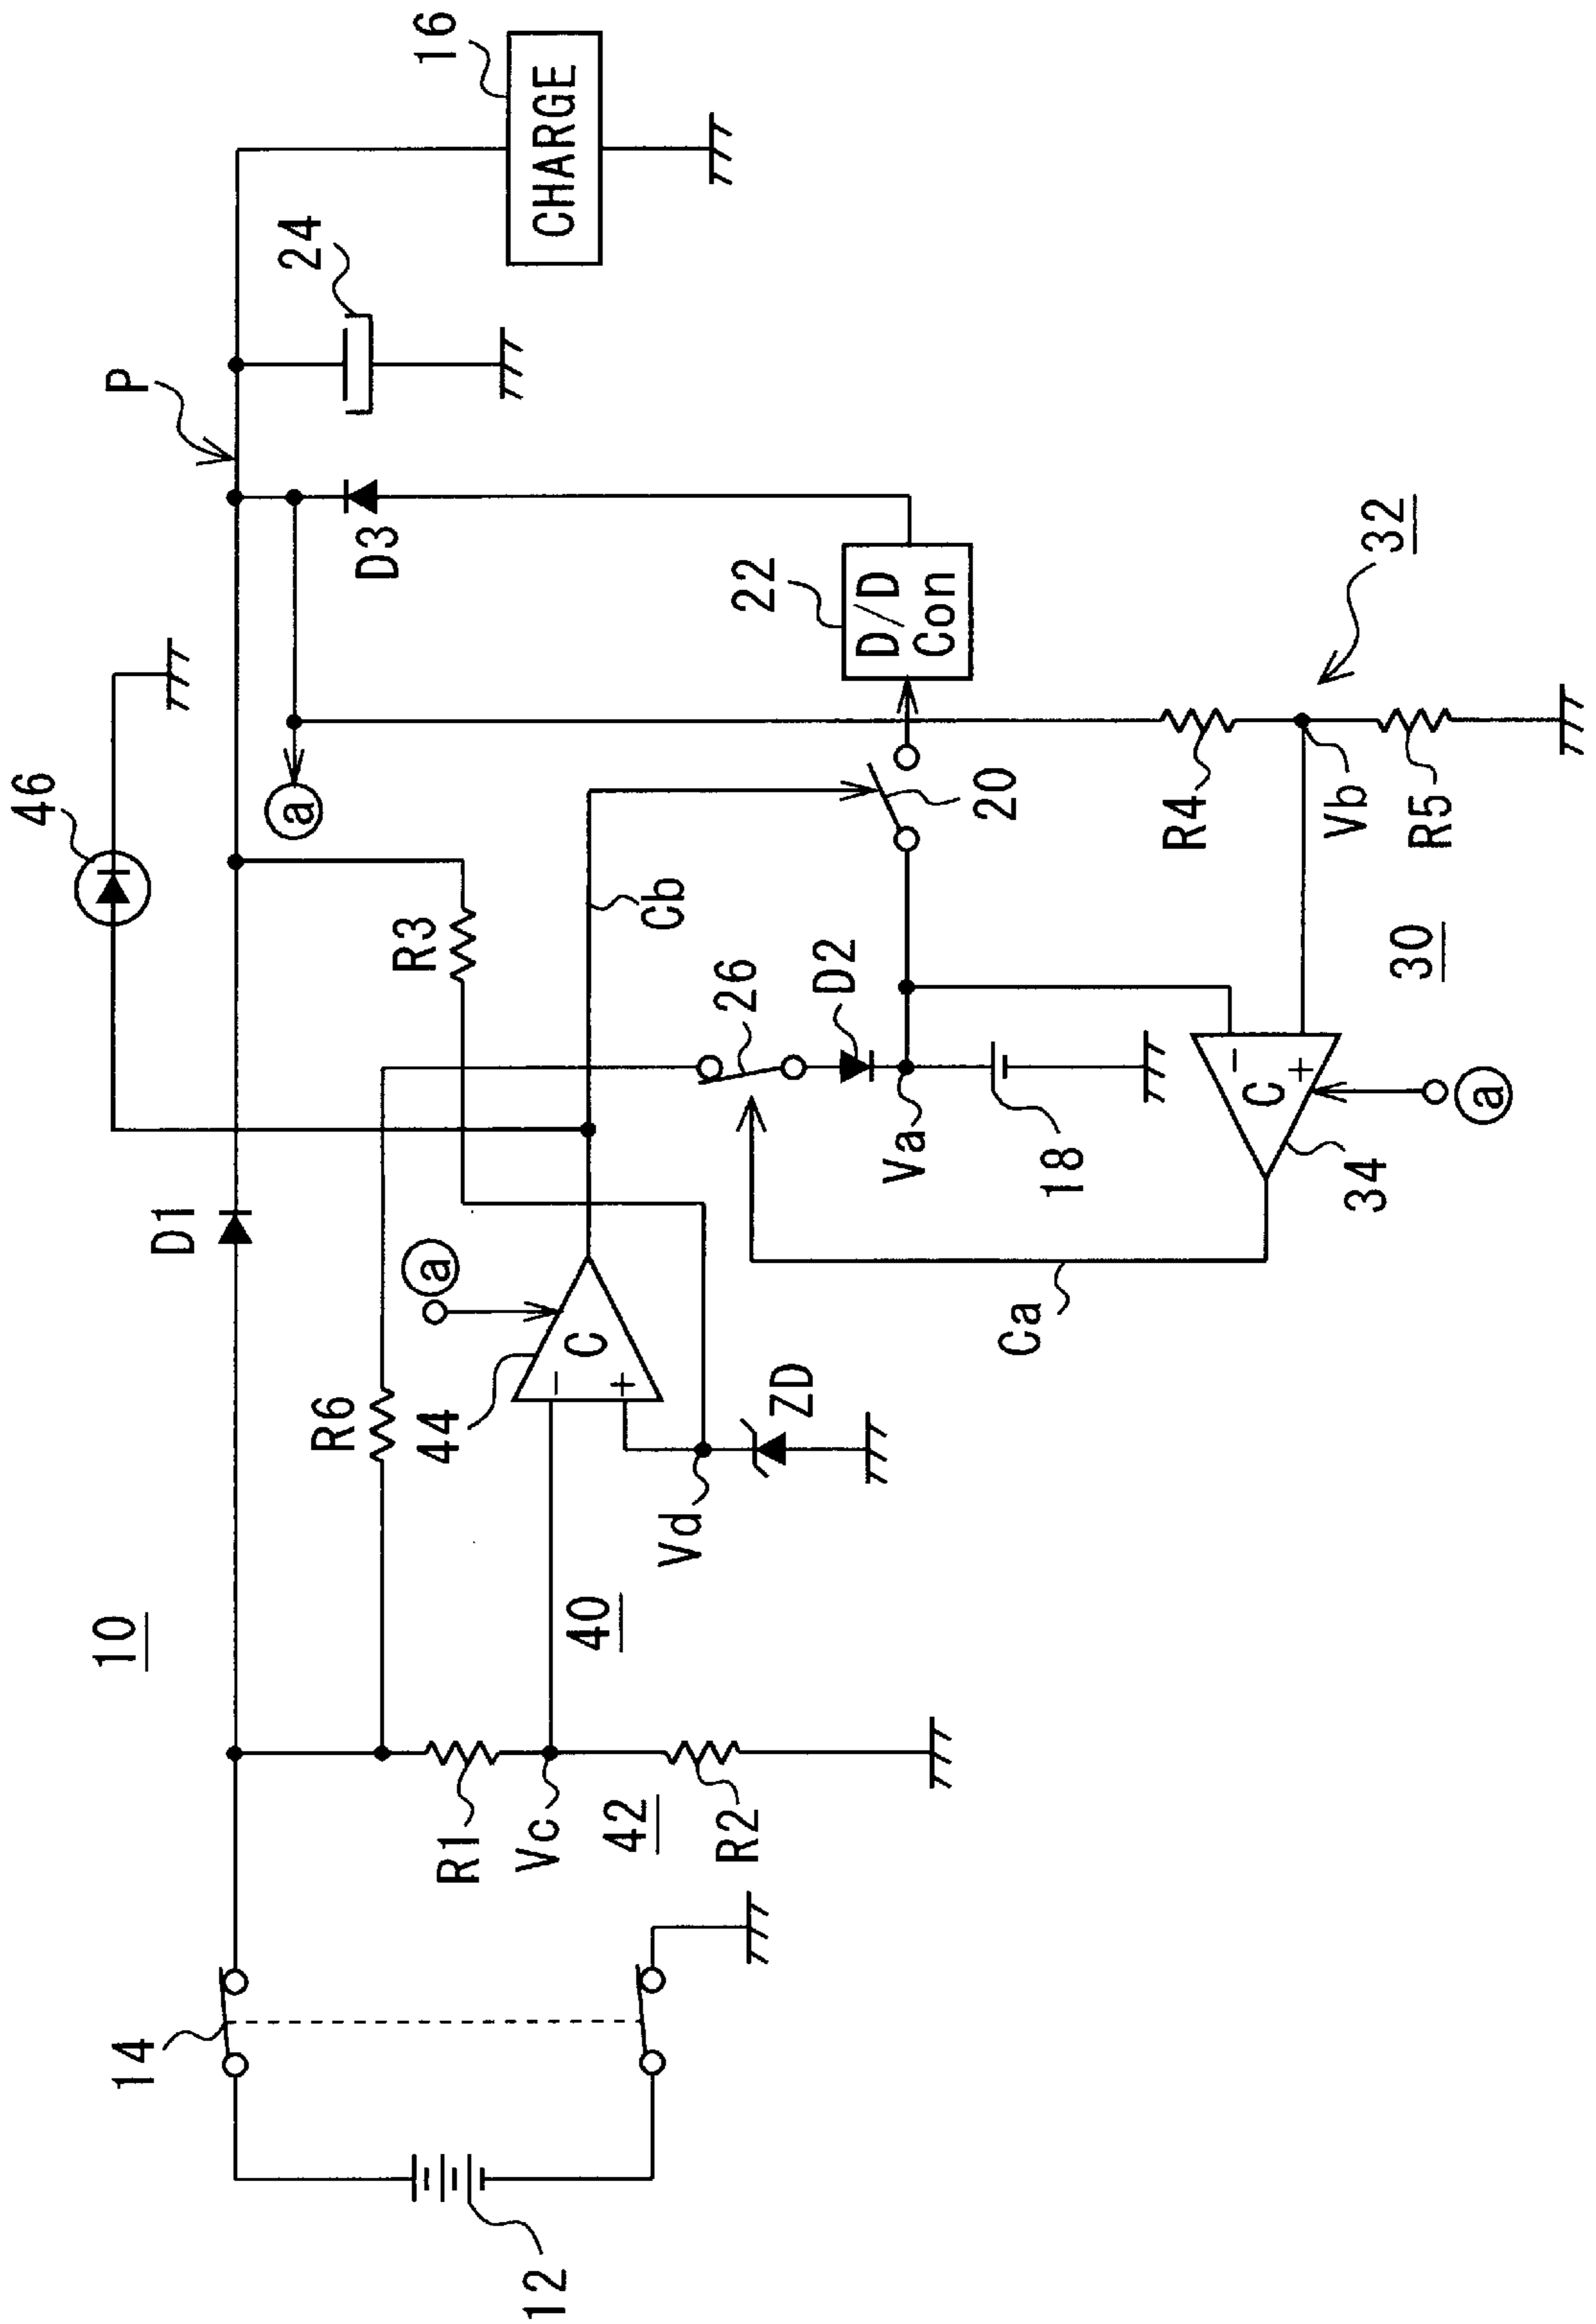 10
46
P
24
16
CHARGE
D1
ⓐ
D3
14
R6
R3
ⓐ
44
C
−
+
Cb
22
D/D
Con
12
R1
Vc
40
42
R2
Vd
ZD
26
D2
20
Va
18
Ca
R4
32
Vb
R5
30
−
+
C
34
ⓐ